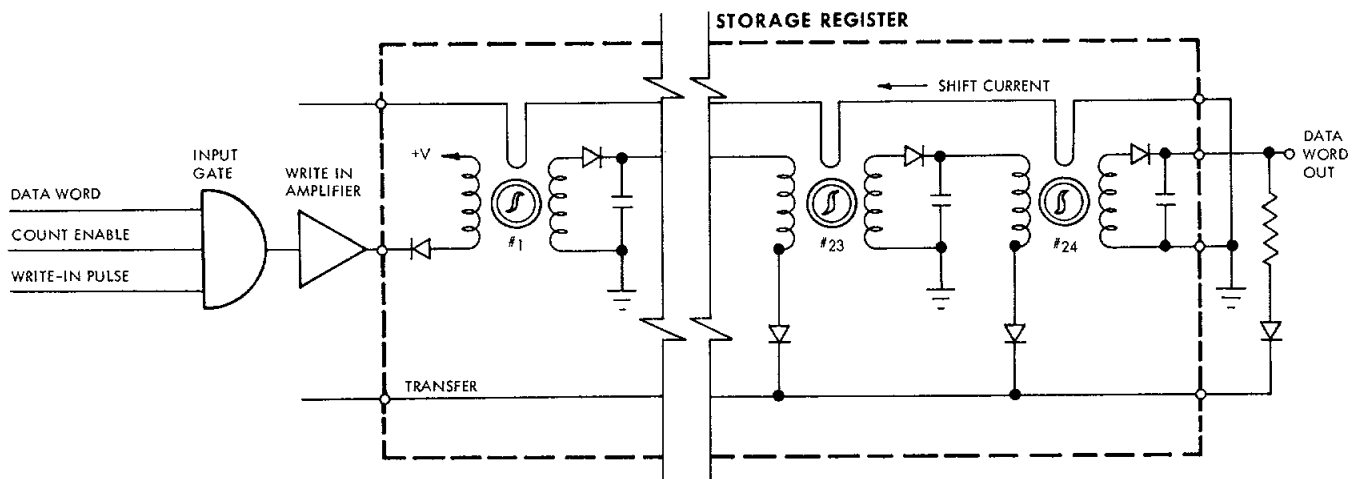 STORAGE REGISTER
SHIFT CURRENT
INPUT
GATE
WRITE IN
AMPLIFIER
+V
DATA
WORD
OUT
DATA WORD
COUNT ENABLE
WRITE-IN PULSE
#1
#23
#24
TRANSFER